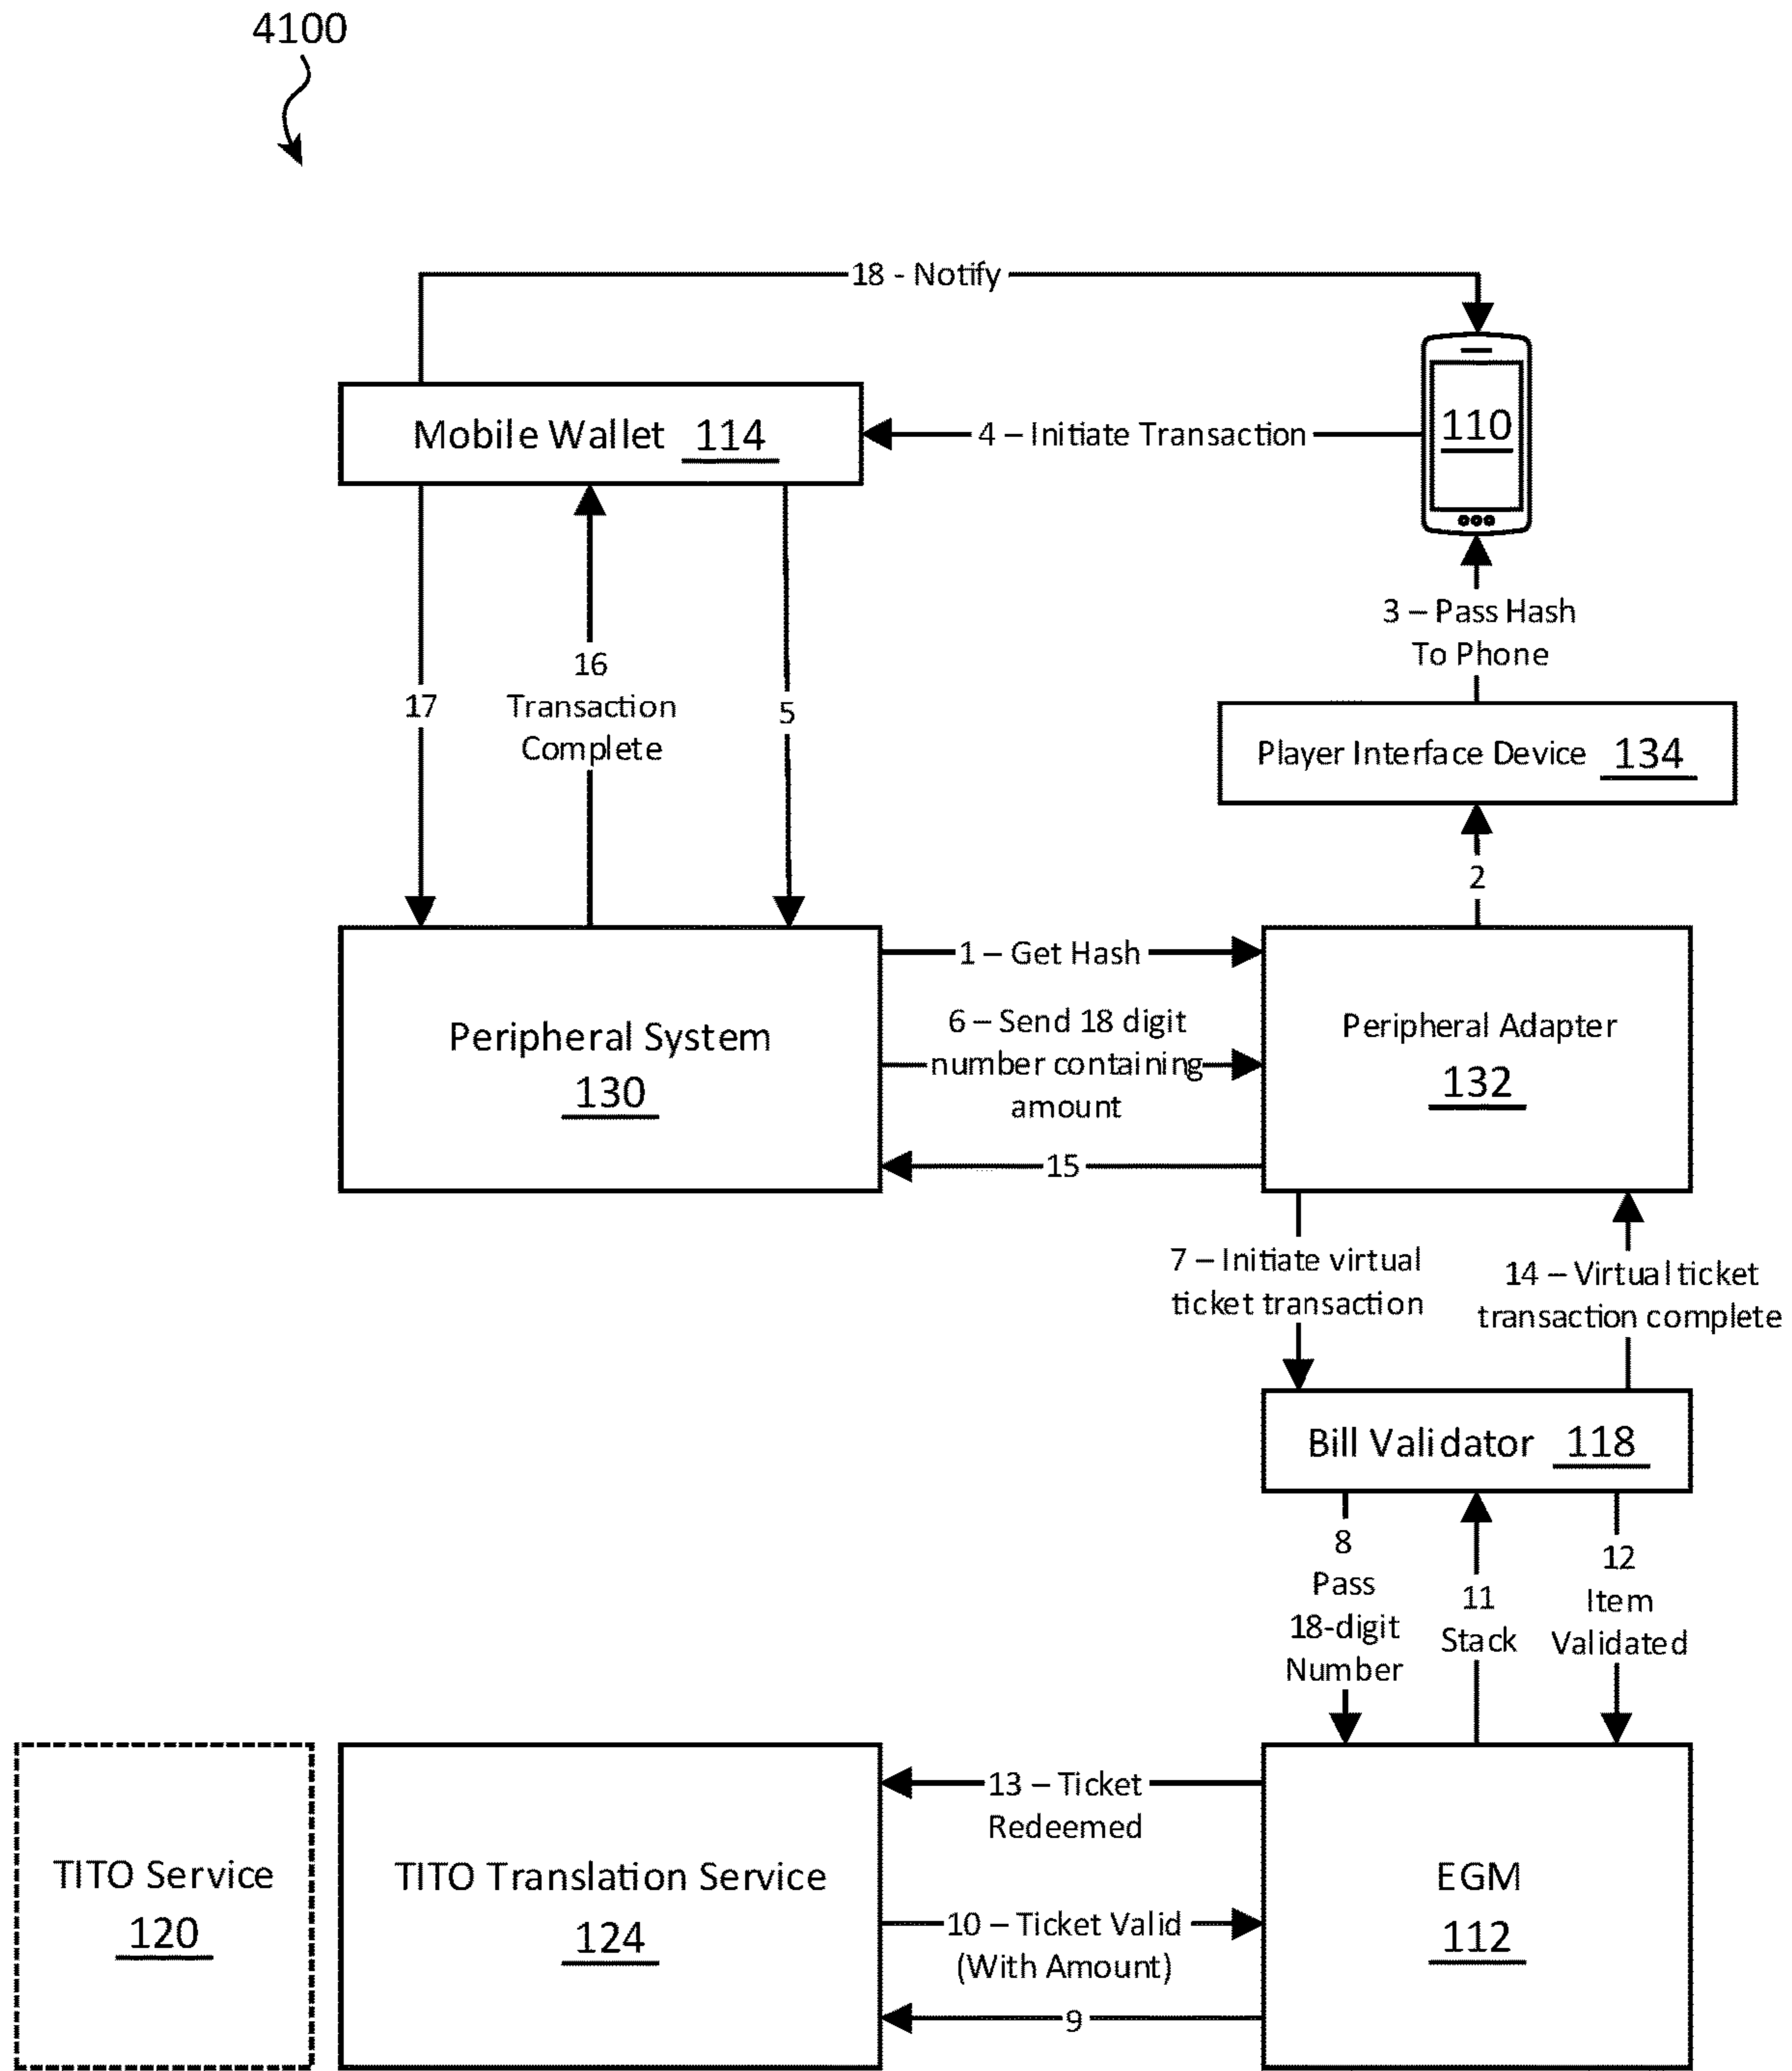 4100
18 - Notify
Mobile Wallet 114
4 – Initiate Transaction
110
3 – Pass Hash
To Phone
17
16
Transaction
Complete
5
Player Interface Device 134
2
Peripheral System
130
1 – Get Hash
6 – Send 18 digit
number containing
amount
15
Peripheral Adapter
132
7 – Initiate virtual
ticket transaction
14 – Virtual ticket
transaction complete
Bill Validator 118
8
Pass
18-digit
Number
11
Stack
12
Item
Validated
TITO Service
120
TITO Translation Service
124
13 – Ticket
Redeemed
10 – Ticket Valid
(With Amount)
9
EGM
112